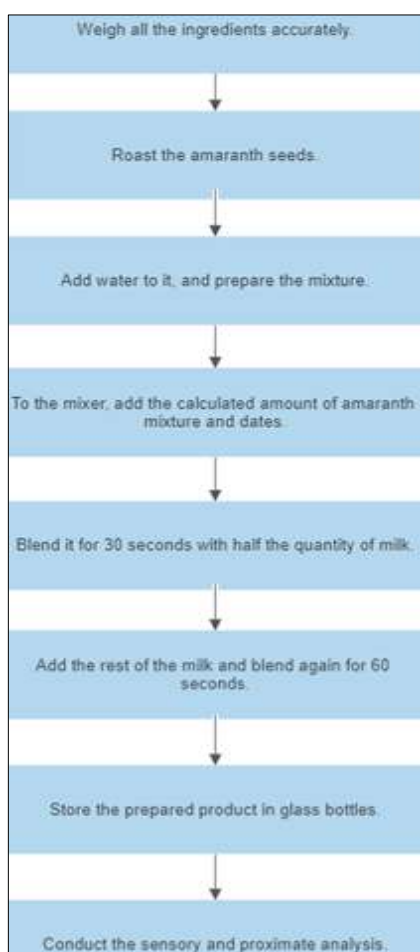 Weigh all the ingredients accurately.
Roast the amaranth seeds.
Add water to it, and prepare the mixture.
To the mixer, add the calculated amount of amaranth
mixture and dates.
Blend it for 30 seconds with half the quantity of milk.
Add the rest of the milk and blend again for 60
seconds.
Store the prepared product in glass bottles.
Conduct the sensory and proximate analysis.